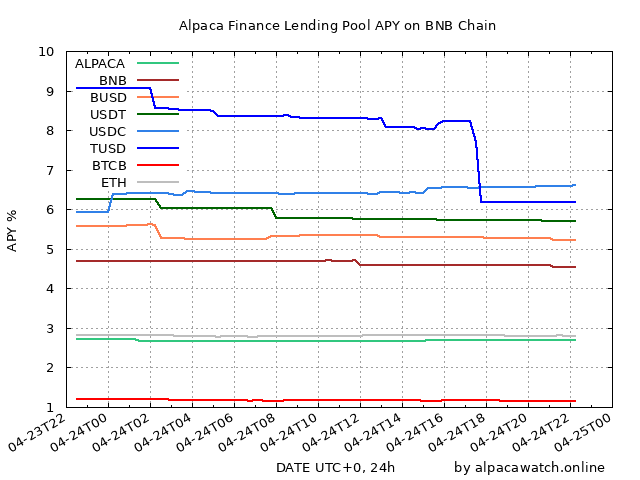 Alpaca Finance Lending Pool APY on BNB Chain
10
9
8
7
6
5
4
3
2
1
APY %
ALPACA
BNB
BUSD
USDT
USDC
TUSD
BTCB
ETH
04-23T22
04-24T00
04-24T02
04-24T04
04-24T06
04-24T08
04-24T10
04-24T12
04-24T14
04-24T16
04-24T18
04-24T20
04-24T22
04-25T00
DATE UTC+0, 24h
by alpacawatch.online